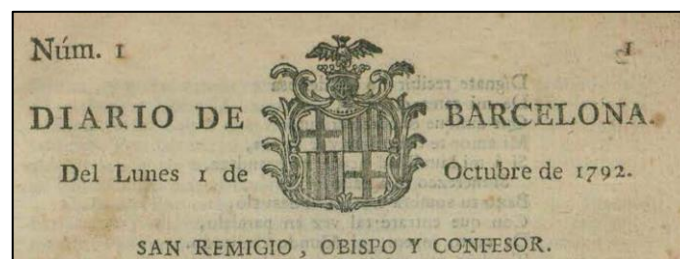 Núm. 1 1
DIARIO DE BARCELONA.
Del Lunes 1 de Octubre de 1792.
SAN REMIGIO, OBISPO Y CONFESOR.